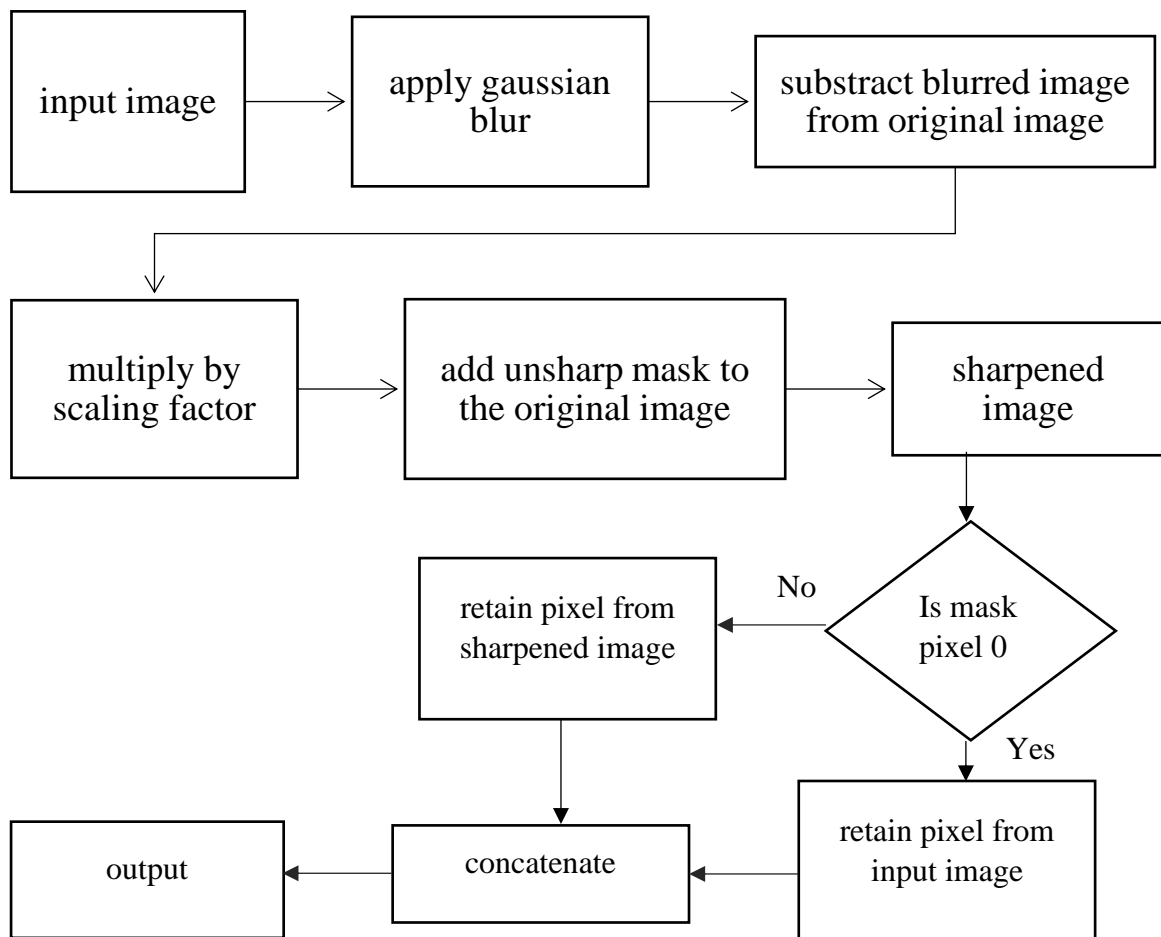 input image
apply gaussian
blur
substract blurred image
from original image
multiply by
scaling factor
add unsharp mask to
the original image
sharpened
image
Is mask
pixel 0
No
retain pixel from
sharpened image
Yes
retain pixel from
input image
concatenate
output